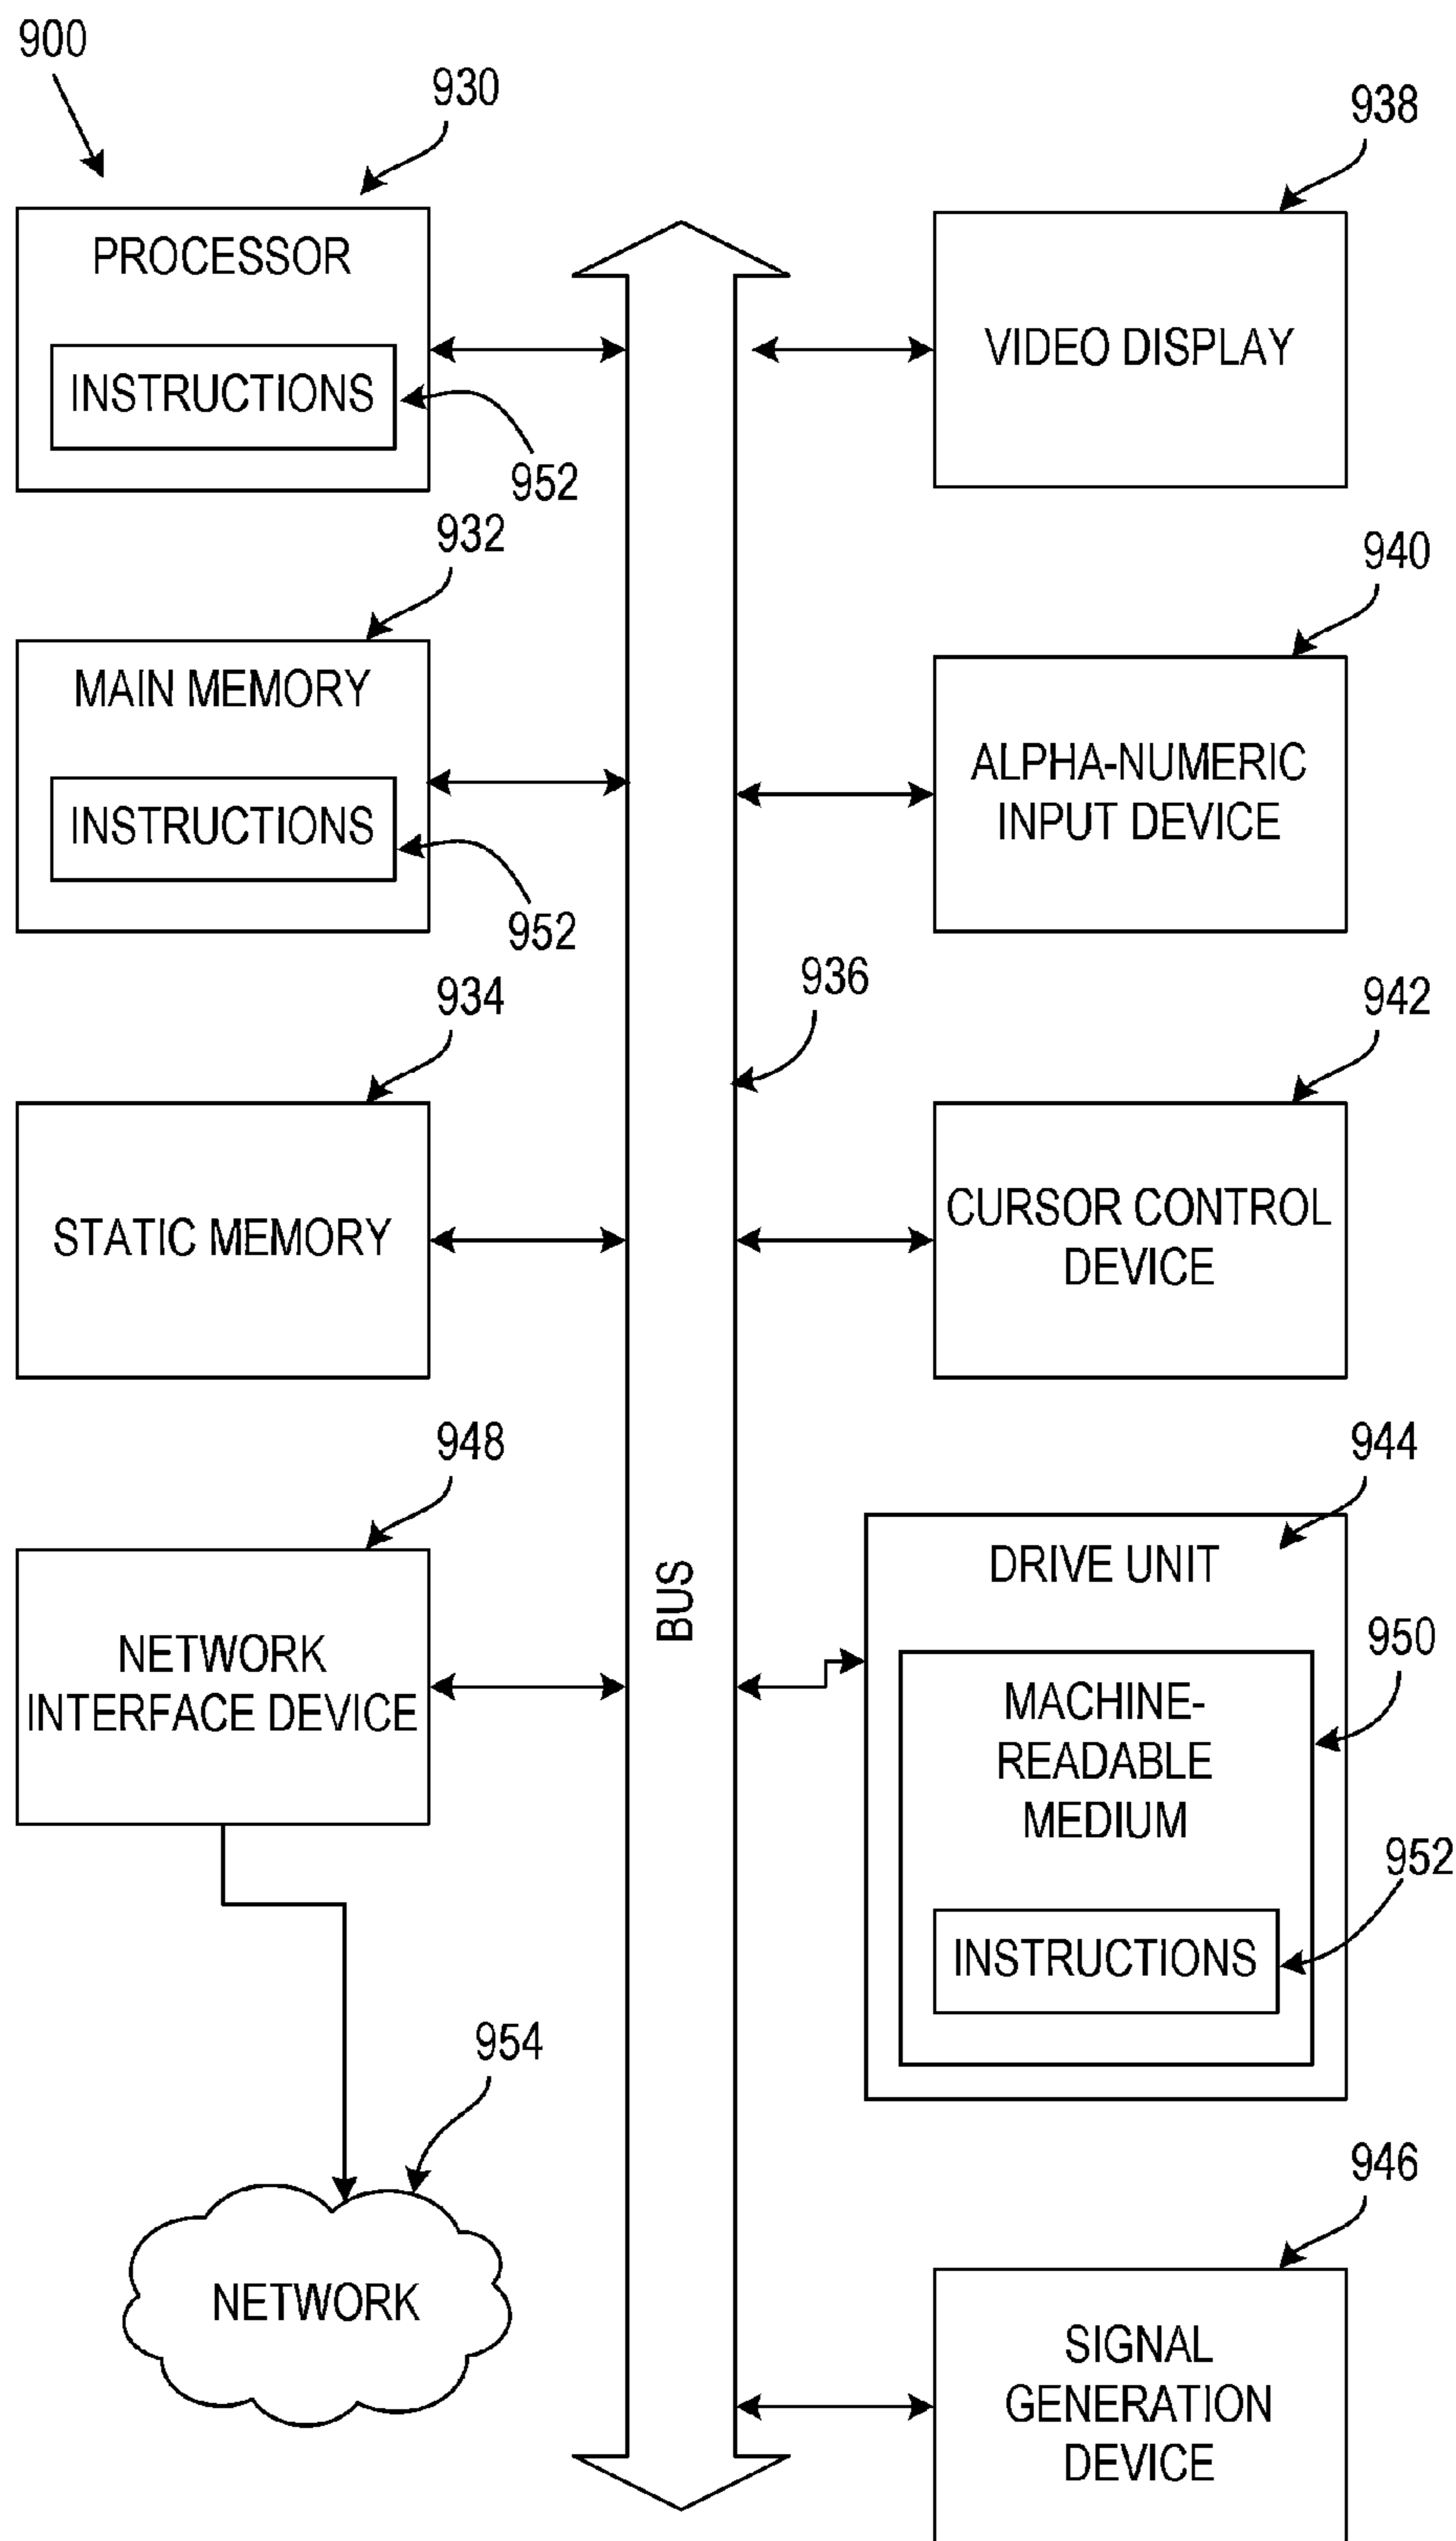 900
930
PROCESSOR
INSTRUCTIONS
952
932
MAIN MEMORY
INSTRUCTIONS
952
934
STATIC MEMORY
948
NETWORK
INTERFACE DEVICE
954
NETWORK
936
BUS
938
VIDEO DISPLAY
940
ALPHA-NUMERIC
INPUT DEVICE
942
CURSOR CONTROL
DEVICE
944
DRIVE UNIT
950
MACHINE-
READABLE
MEDIUM
952
INSTRUCTIONS
946
SIGNAL
GENERATION
DEVICE